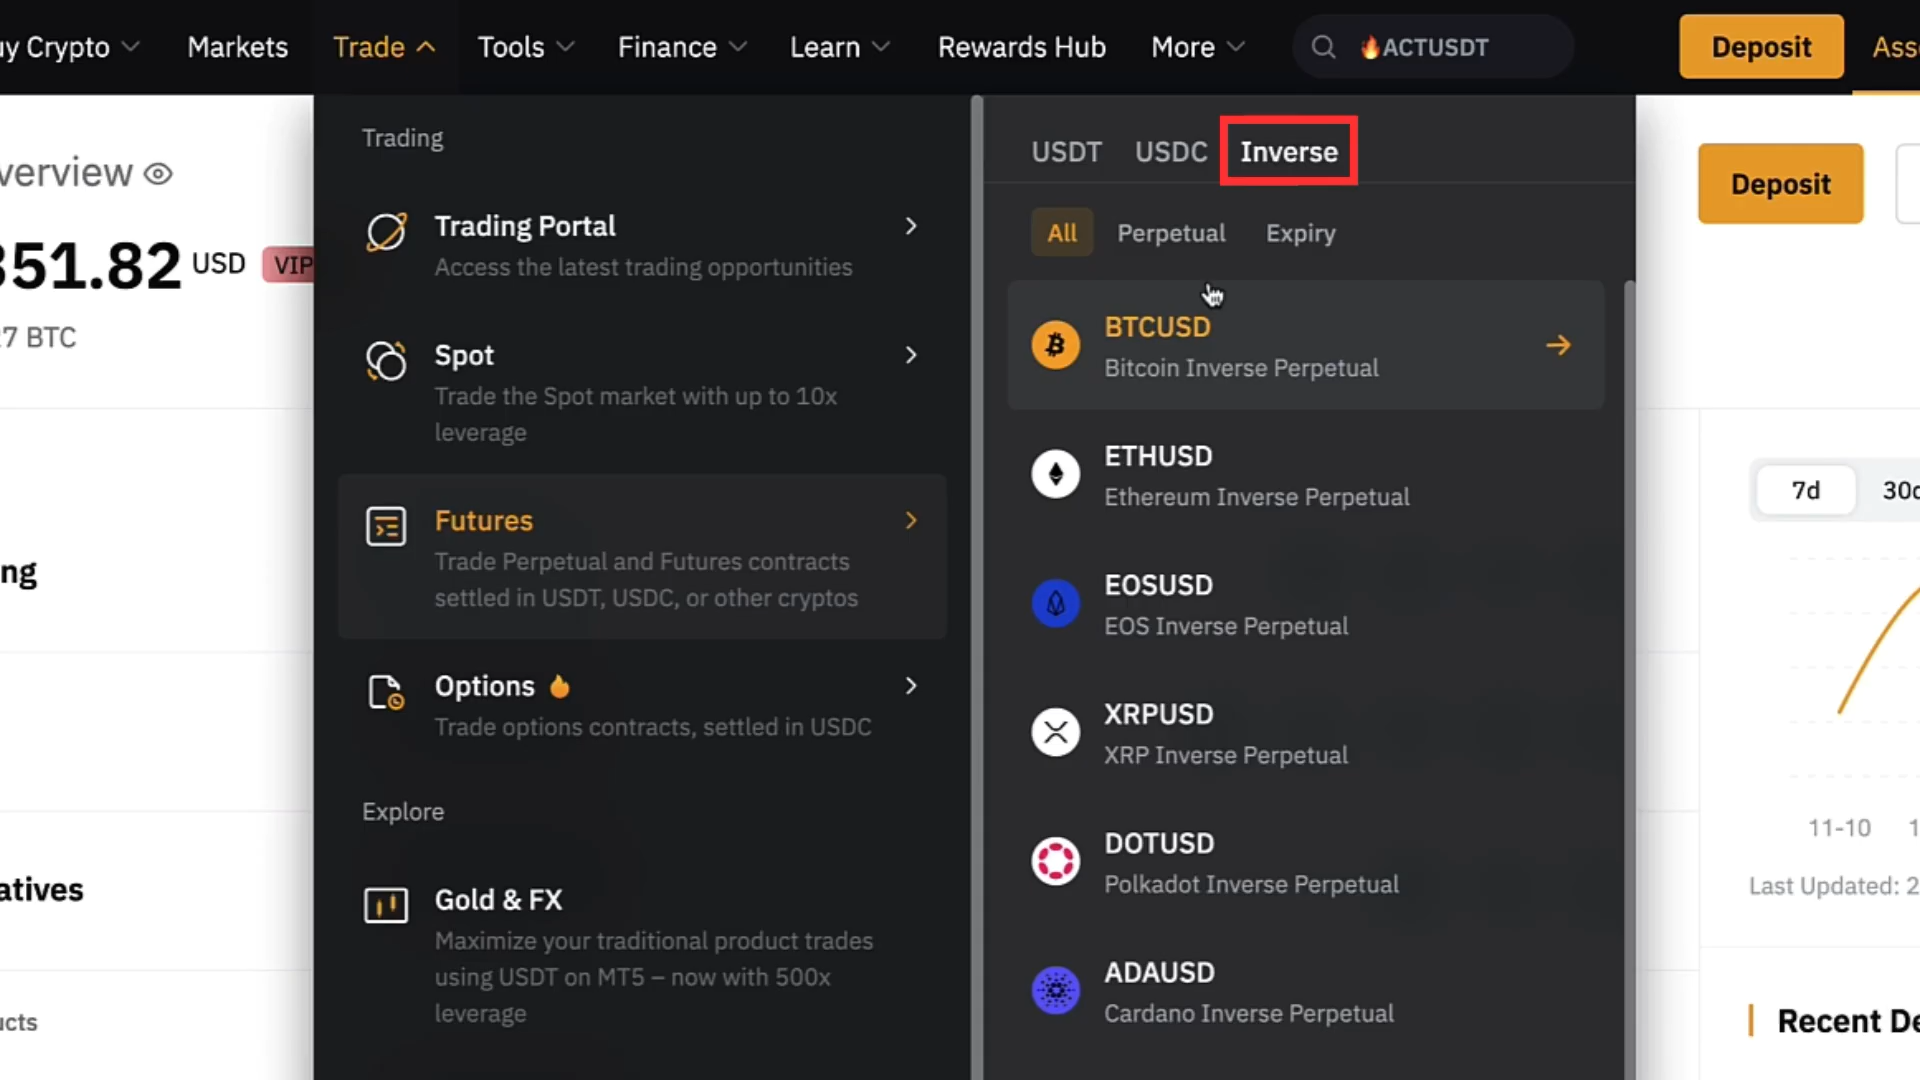 uy Crypto
Markets
Trade
Tools
Finance
Learn
Rewards Hub
More
🔥ACTUSDT
Deposit
Asse
verview
351.82 USD VIP
27 BTC
Trading
Trading Portal
Access the latest trading opportunities
Spot
Trade the Spot market with up to 10x
leverage
Futures
Trade Perpetual and Futures contracts
settled in USDT, USDC, or other cryptos
Options
Trade options contracts, settled in USDC
Explore
Gold & FX
Maximize your traditional product trades
using USDT on MT5 – now with 500x
leverage
USDT
USDC
Inverse
All
Perpetual
Expiry
BTCUSD
Bitcoin Inverse Perpetual
ETHUSD
Ethereum Inverse Perpetual
EOSUSD
EOS Inverse Perpetual
XRPUSD
XRP Inverse Perpetual
DOTUSD
Polkadot Inverse Perpetual
ADAUSD
Cardano Inverse Perpetual
ng
atives
ucts
Deposit
7d
30d
11-10
1
Last Updated: 2
Recent De